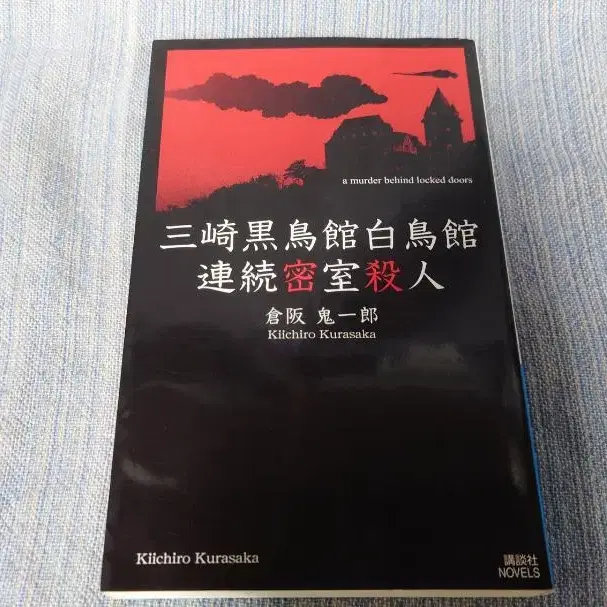 a murder behind locked doors
三崎黒鳥館白鳥館
連続密室殺人
倉阪 鬼一郎
Kiichiro Kurasaka
Kiichiro Kurasaka
講談社
NOVELS